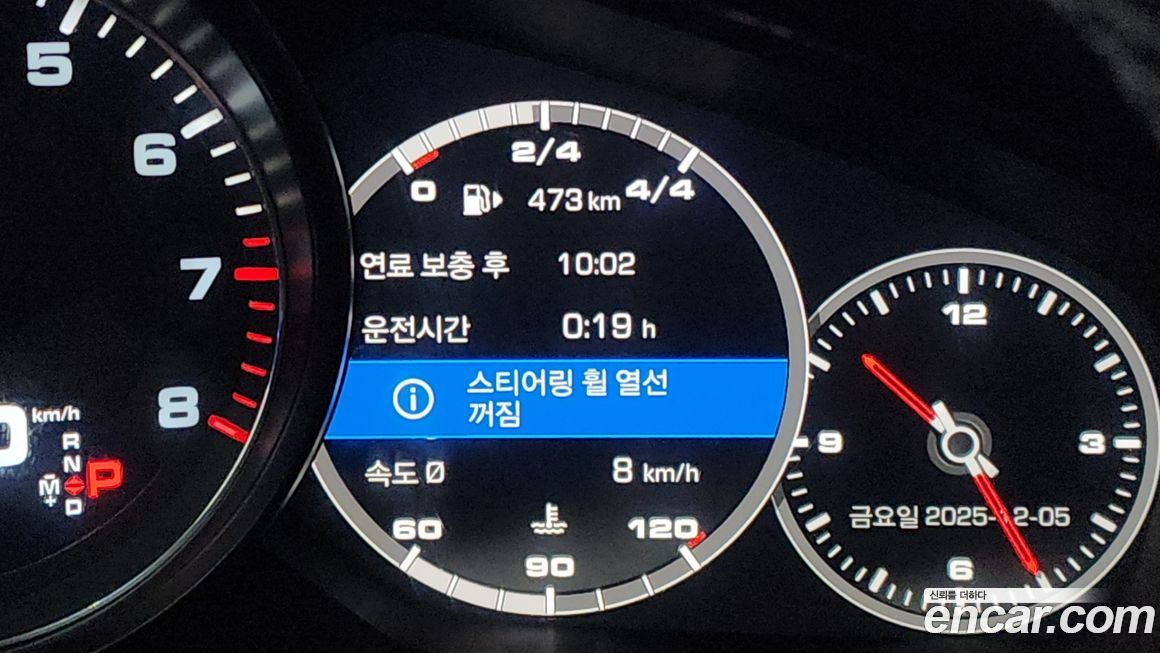 5
6
7
8
0 km/h
R
N
M P
+
D
0 2/4 4/4
473 km
연료 보충 후 10:02
운전시간 0:19 h
스티어링 휠 열선
꺼짐
속도 Ø 8 km/h
60 90 120
12
9 3
금요일 2025-12-05
6
신뢰를 더하다
encar.com